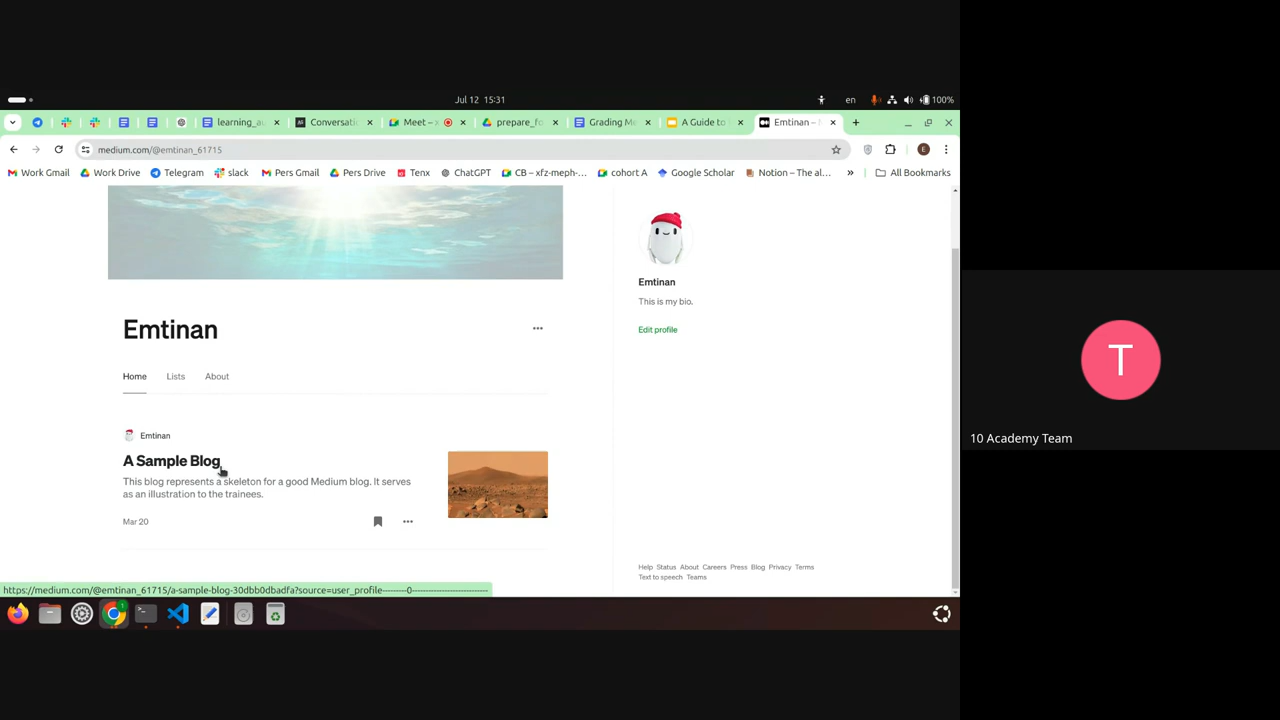 Jul 12 15:31
en
100%
learning_au
Conversati
Meet – x
prepare_fo
Grading Me
A Guide to
Emtinan –
medium.com/@emtinan_61715
E
Work Gmail
Work Drive
Telegram
slack
Pers Gmail
Pers Drive
Tenx
ChatGPT
CB – xfz-meph-...
cohort A
Google Scholar
Notion – The al...
All Bookmarks
Emtinan
Home
Lists
About
Emtinan
A Sample Blog
This blog represents a skeleton for a good Medium blog. It serves
as an illustration to the trainees.
Mar 20
Emtinan
This is my bio.
Edit profile
Help Status About Careers Press Blog Privacy Terms
Text to speech Teams
https://medium.com/@emtinan_61715/a-sample-blog-30dbb0dbadfa?source=user_profile---------0----------------------------
T
10 Academy Team